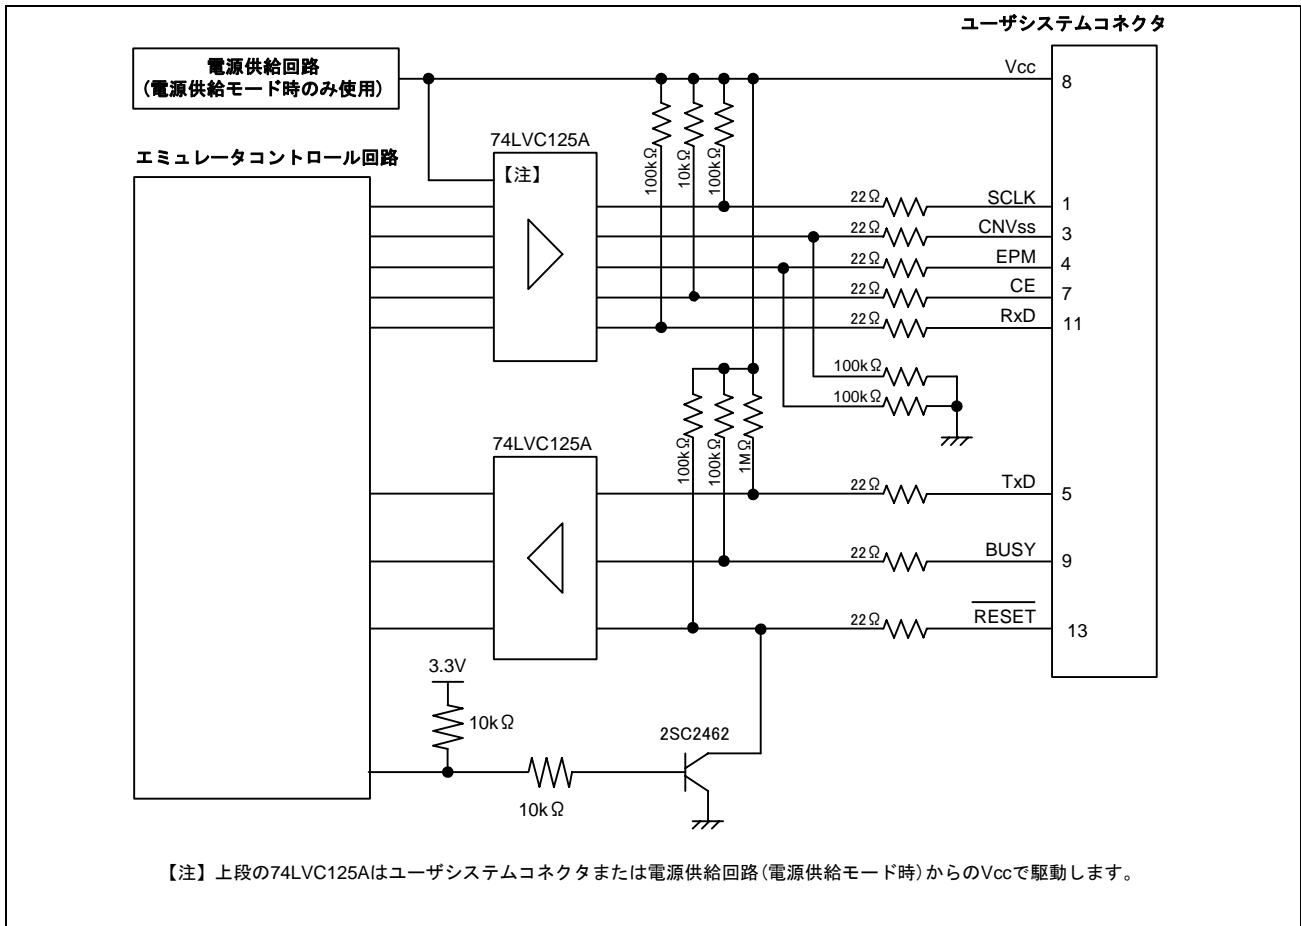 ユーザシステムコネクタ
電源供給回路
(電源供給モード時のみ使用)
Vcc
8
エミュレータコントロール回路
74LVC125A
【注】
100kΩ
10kΩ
100kΩ
22Ω
SCLK
1
22Ω
CNVss
3
22Ω
EPM
4
22Ω
CE
7
22Ω
RxD
11
100kΩ
100kΩ
74LVC125A
100kΩ
100kΩ
1MΩ
22Ω
TxD
5
22Ω
BUSY
9
22Ω
RESET
13
3.3V
10kΩ
2SC2462
10kΩ
【注】上段の74LVC125Aはユーザシステムコネクタまたは電源供給回路(電源供給モード時)からのVccで駆動します。